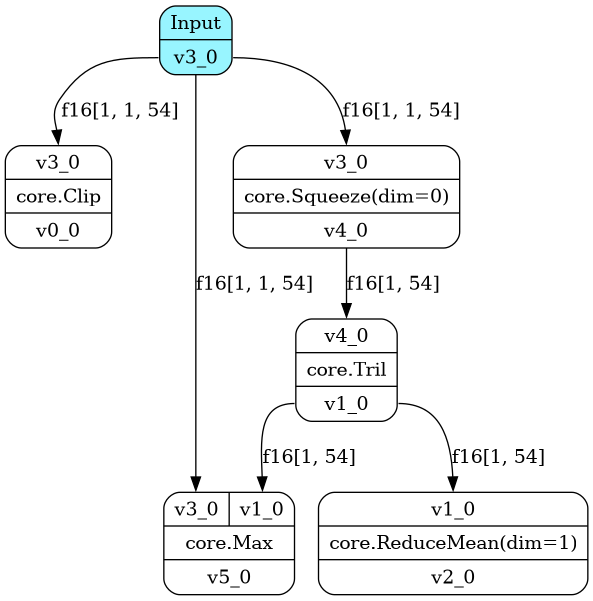 Input
v3_0
f16[1, 1, 54]
f16[1, 1, 54]
v3_0
core.Clip
v0_0
v3_0
core.Squeeze(dim=0)
v4_0
f16[1, 1, 54]
f16[1, 54]
v4_0
core.Tril
v1_0
f16[1, 54]
f16[1, 54]
v3_0 v1_0
core.Max
v5_0
v1_0
core.ReduceMean(dim=1)
v2_0